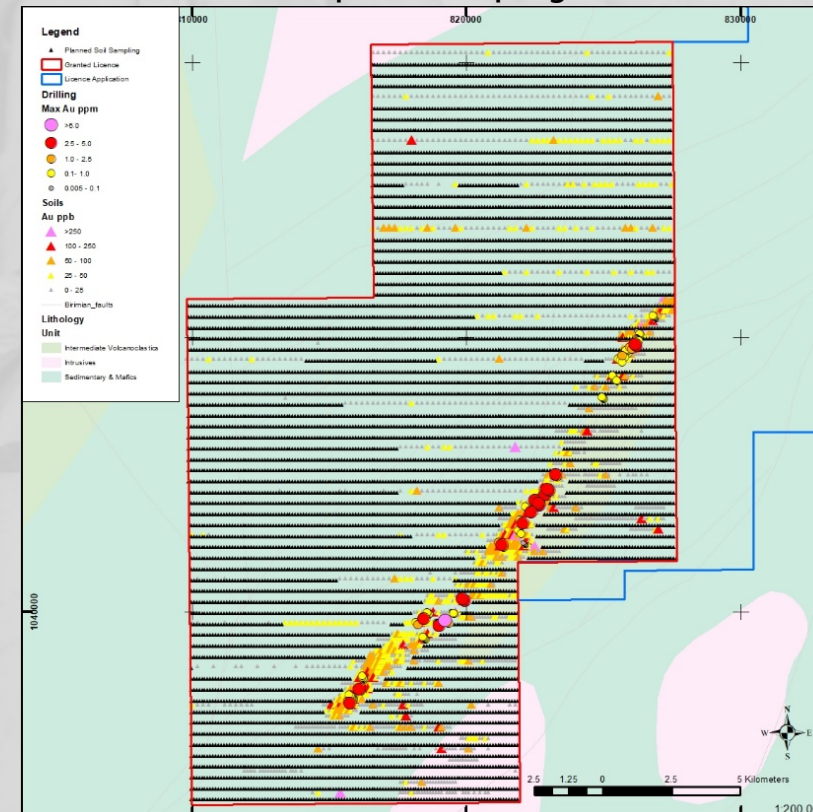 810000 820000 830000
Legend
Planned Soil Sampling
Granted Licence
Licence Application
Drilling
Max Au ppm
>5.0
2.5 - 5.0
1.0 - 2.5
0.1 - 1.0
0.005 - 0.1
Soils
Au ppb
>250
100 - 250
50 - 100
25 - 50
0 - 25
Birimian_faults
Lithology
Unit
Intermediate Volcanoclastics
Intrusives
Sedimentary & Mafics
1040000
N
W E
S
2.5 1.25 0 2.5 5 Kilometers